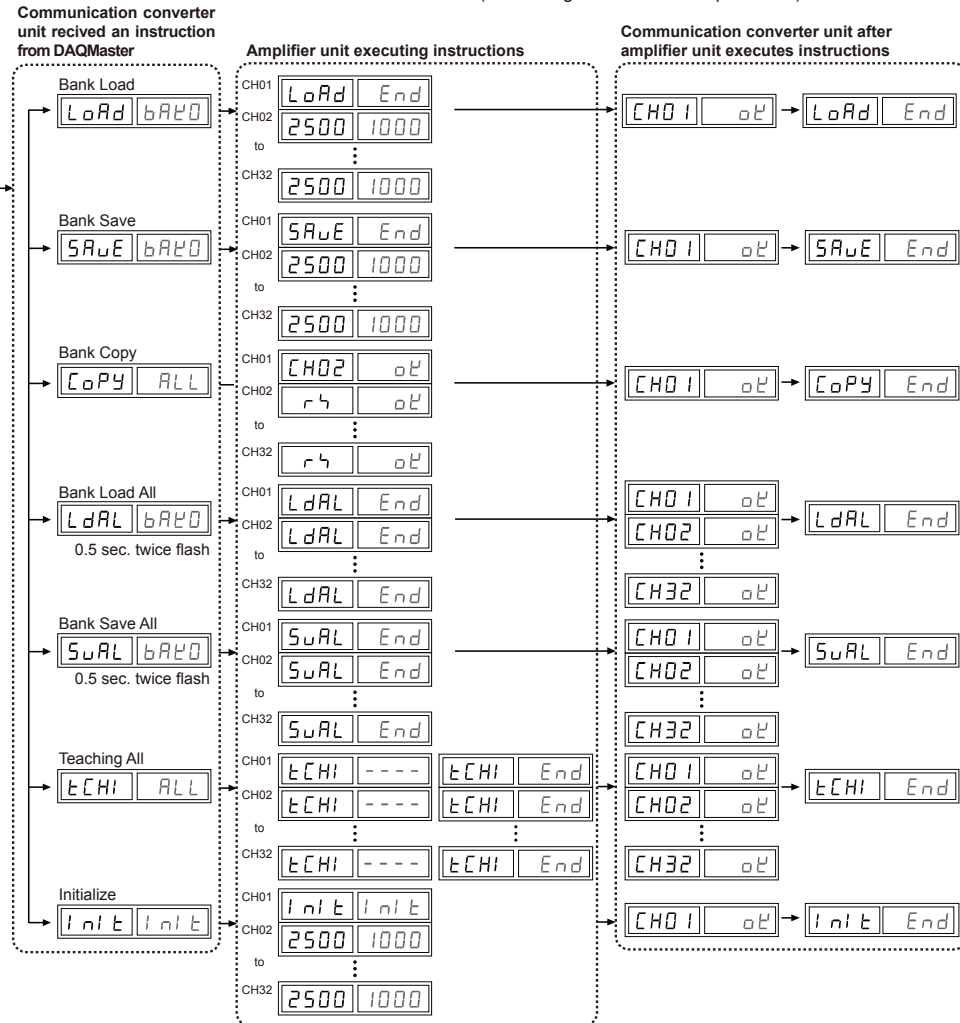 Communication converter
unit recived an instruction
from DAQMaster
Bank Load
LoAd bAK0
Bank Save
SAvE bAK0
Bank Copy
CoPY ALL
Bank Load All
LdAL bAK0
0.5 sec. twice flash
Bank Save All
SvAL bAK0
0.5 sec. twice flash
Teaching All
tCHI ALL
Initialize
InIt InIt
Amplifier unit executing instructions
CH01 LoAd End
CH02 2500 1000
to
CH32 2500 1000
CH01 SAvE End
CH02 2500 1000
to
CH32 2500 1000
CH01 CH02 oK
CH02 r5 oK
to
CH32 r5 oK
CH01 LdAL End
CH02 LdAL End
to
CH32 LdAL End
CH01 SvAL End
CH02 SvAL End
to
CH32 SvAL End
CH01 tCHI ---- tCHI End
CH02 tCHI ---- tCHI End
to
CH32 tCHI ---- tCHI End
CH01 InIt InIt
CH02 2500 1000
to
CH32 2500 1000
Communication converter unit after
amplifier unit executes instructions
CH01 oK LoAd End
CH01 oK SAvE End
CH01 oK CoPY End
CH01 oK
CH02 oK
LdAL End
CH32 oK
CH01 oK
CH02 oK
SvAL End
CH32 oK
CH01 oK
CH02 oK
tCHI End
CH32 oK
CH01 oK InIt End